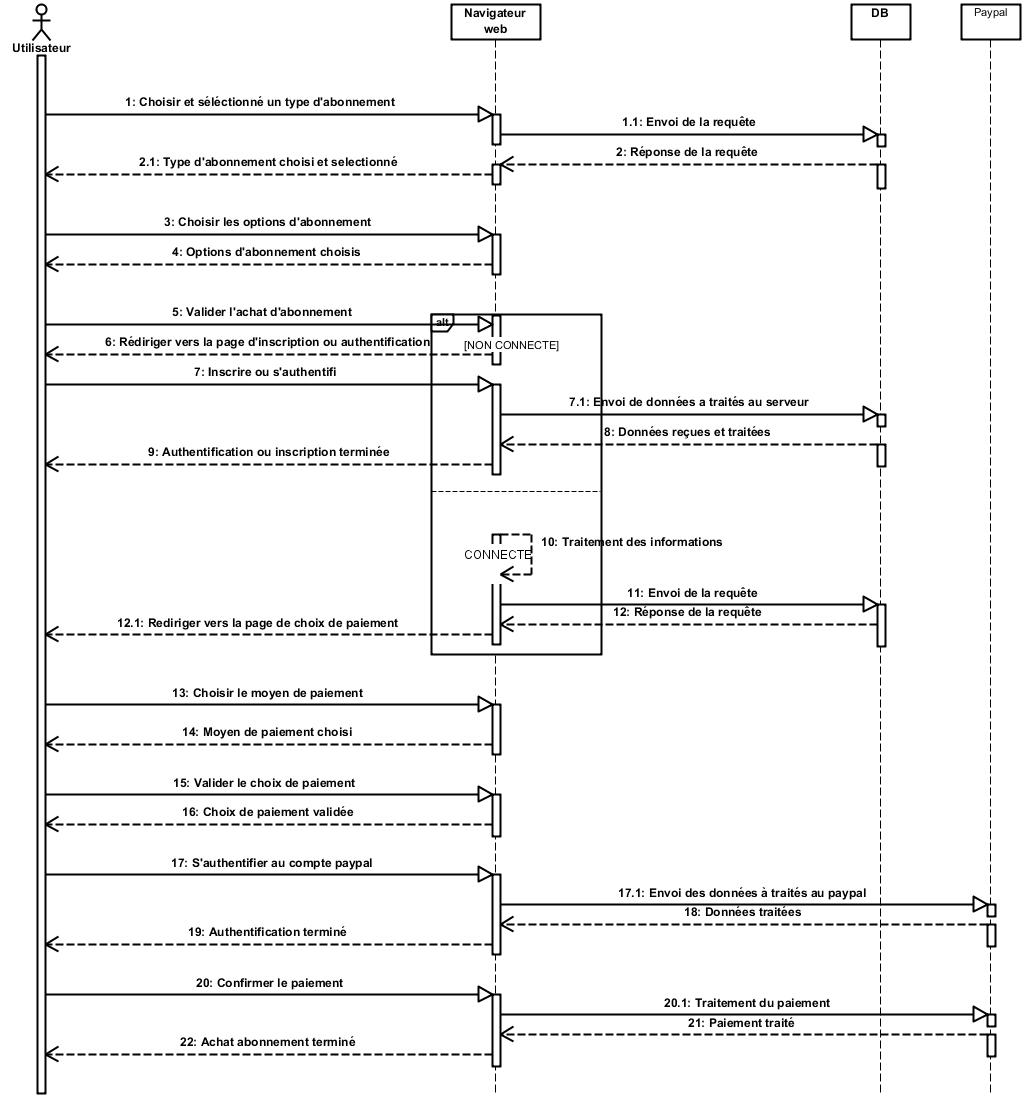 Utilisateur
Navigateur
web
DB
Paypal
1: Choisir et séléctionné un type d'abonnement
1.1: Envoi de la requête
2: Réponse de la requête
2.1: Type d'abonnement choisi et selectionné
3: Choisir les options d'abonnement
4: Options d'abonnement choisis
5: Valider l'achat d'abonnement
alt
6: Rédiriger vers la page d'inscription ou authentification
[NON CONNECTE]
7: Inscrire ou s'authentifi
7.1: Envoi de données a traités au serveur
8: Données reçues et traitées
9: Authentification ou inscription terminée
10: Traitement des informations
CONNECTE
11: Envoi de la requête
12: Réponse de la requête
12.1: Rediriger vers la page de choix de paiement
13: Choisir le moyen de paiement
14: Moyen de paiement choisi
15: Valider le choix de paiement
16: Choix de paiement validée
17: S'authentifier au compte paypal
17.1: Envoi des données à traités au paypal
18: Données traitées
19: Authentification terminé
20: Confirmer le paiement
20.1: Traitement du paiement
21: Paiement traité
22: Achat abonnement terminé